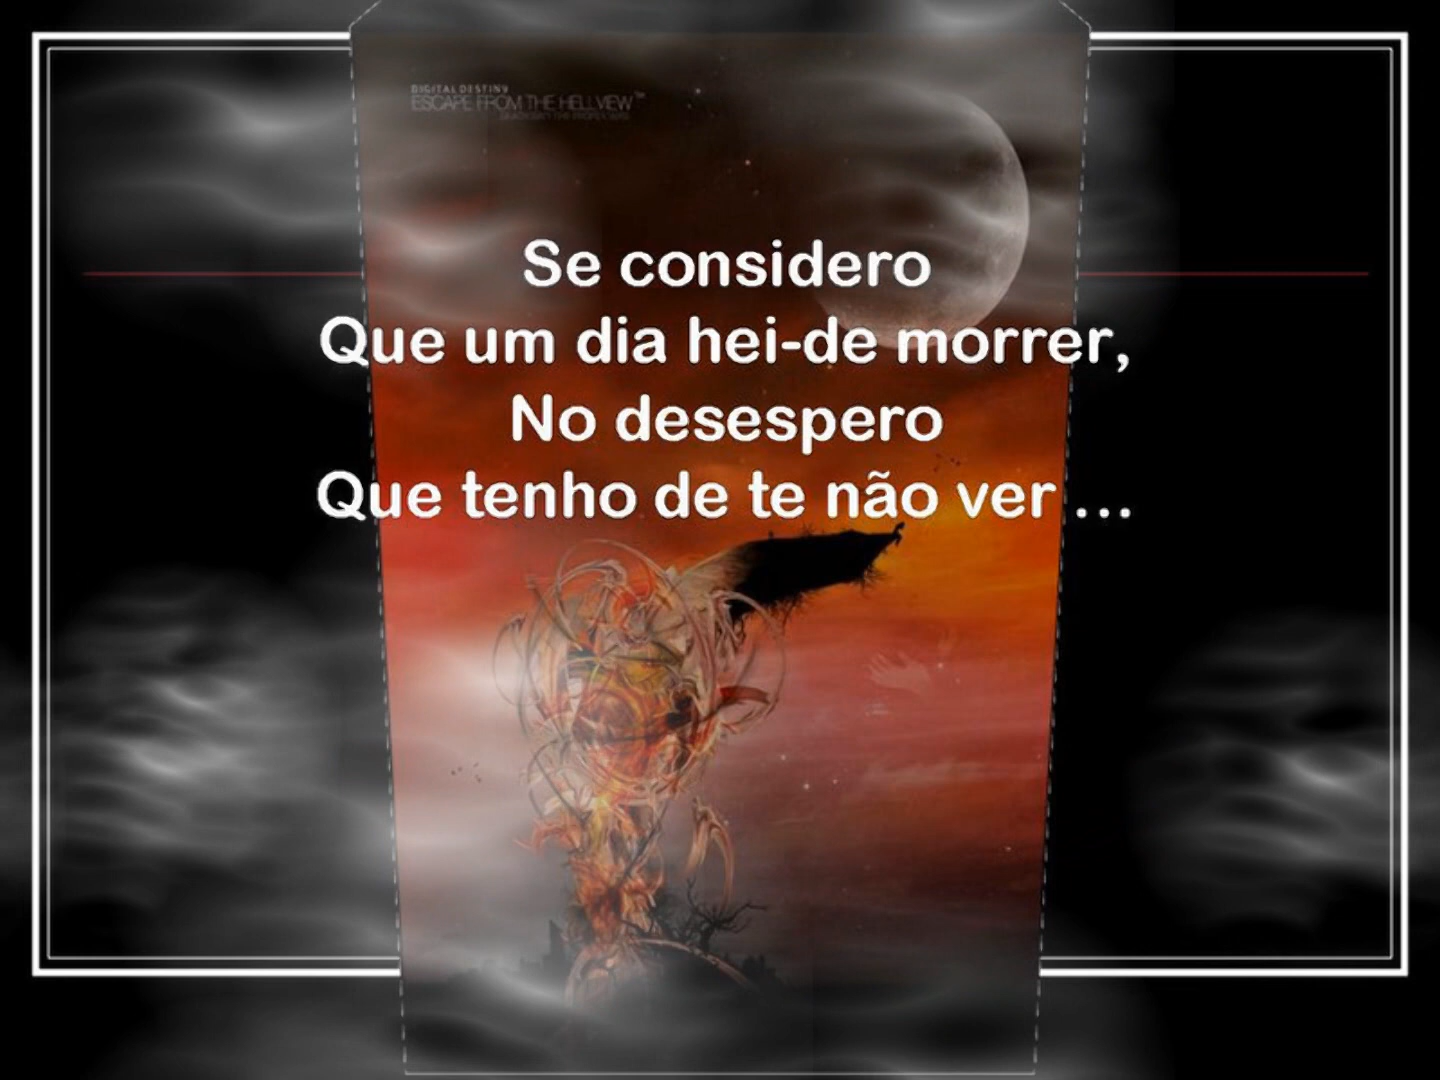 DIGITAL DESTINY
ESCAPE FROM THE HELLVIEW
Se considero
Que um dia hei-de morrer,
No desespero
Que tenho de te não ver ...